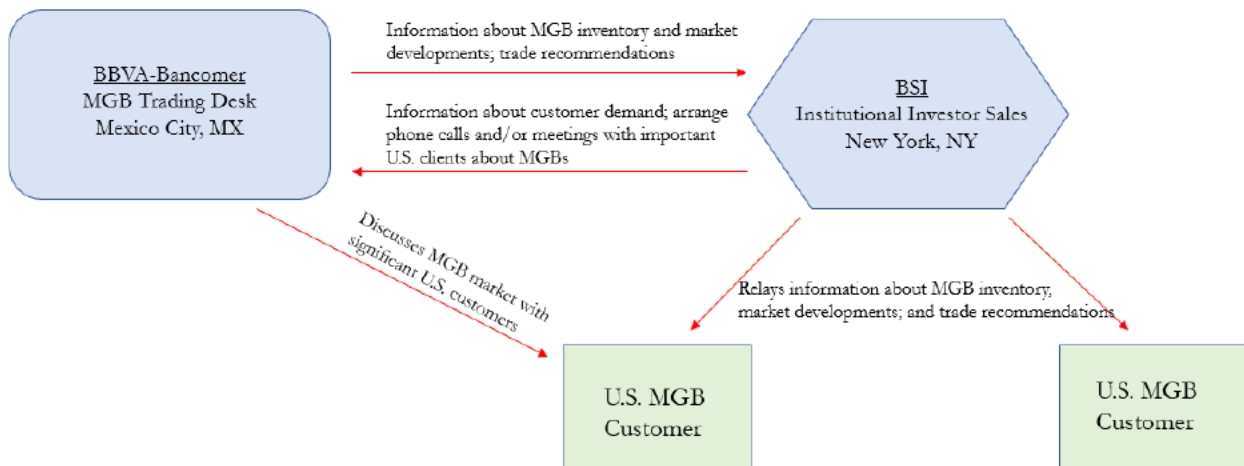 BBVA-Bancomer
MGB Trading Desk
Mexico City, MX
Information about MGB inventory and market
developments; trade recommendations
Information about customer demand; arrange
phone calls and/or meetings with important
U.S. clients about MGBs
BSI
Institutional Investor Sales
New York, NY
Discusses MGB market with
significant U.S. customers
Relays information about MGB inventory,
market developments; and trade recommendations
U.S. MGB
Customer
U.S. MGB
Customer